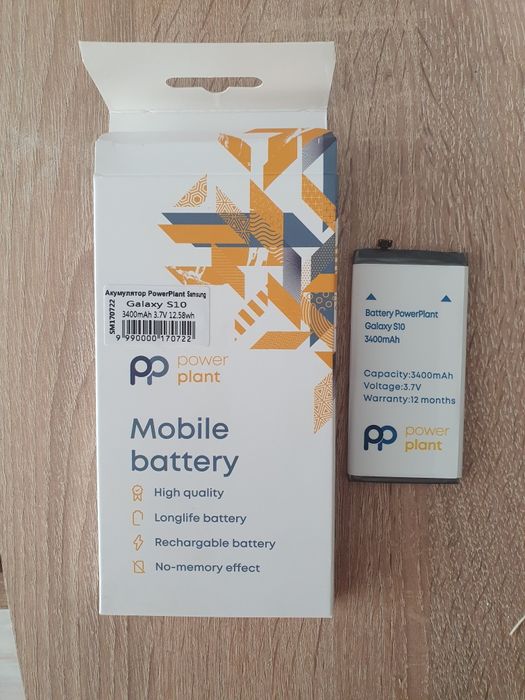 Акумулятор PowerPlant Samsung
Galaxy S10
3400mAh 3.7V 12.58wh
SM170722
9 990000 170722
power
plant
Mobile
battery
High quality
Longlife battery
Rechargable battery
No-memory effect
Battery PowerPlant
Galaxy S10
3400mAh
Capacity:3400mAh
Voltage:3.7V
Warranty:12 months
power
plant